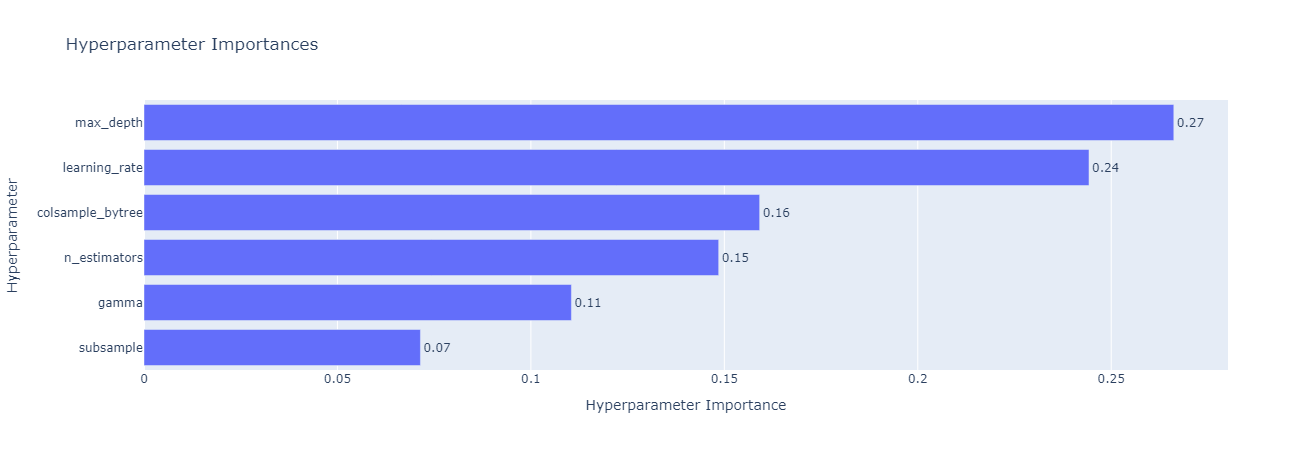 Hyperparameter Importances
Hyperparameter
max_depth 0.27
learning_rate 0.24
colsample_bytree 0.16
n_estimators 0.15
gamma 0.11
subsample 0.07
0 0.05 0.1 0.15 0.2 0.25
Hyperparameter Importance